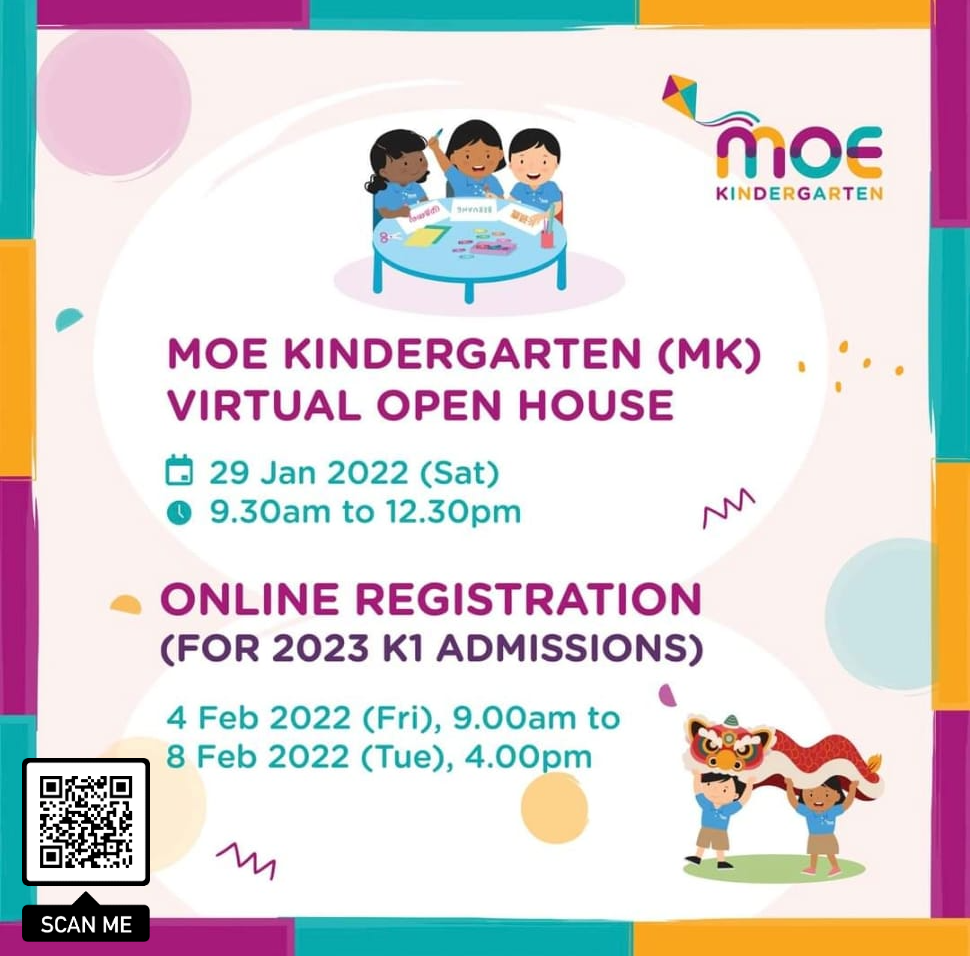 MOE
KINDERGARTEN
MOE KINDERGARTEN (MK)
VIRTUAL OPEN HOUSE
29 Jan 2022 (Sat)
9.30am to 12.30pm
ONLINE REGISTRATION
(FOR 2023 K1 ADMISSIONS)
4 Feb 2022 (Fri), 9.00am to
8 Feb 2022 (Tue), 4.00pm
SCAN ME